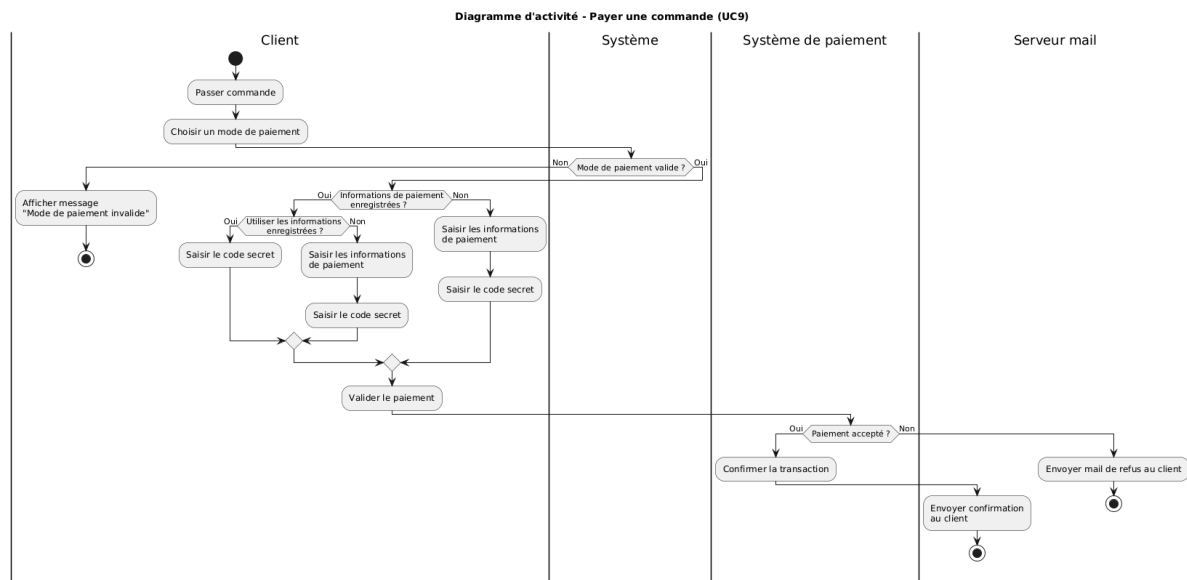 Diagramme d'activité - Payer une commande (UC9)
Client
Système
Système de paiement
Serveur mail
Passer commande
Choisir un mode de paiement
Non
Mode de paiement valide ?
Oui
Afficher message
"Mode de paiement invalide"
Oui
Informations de paiement
enregistrées ?
Non
Oui
Utiliser les informations
enregistrées ?
Non
Saisir les informations
de paiement
Saisir le code secret
Saisir les informations
de paiement
Saisir le code secret
Saisir le code secret
Valider le paiement
Oui
Paiement accepté ?
Non
Confirmer la transaction
Envoyer mail de refus au client
Envoyer confirmation
au client